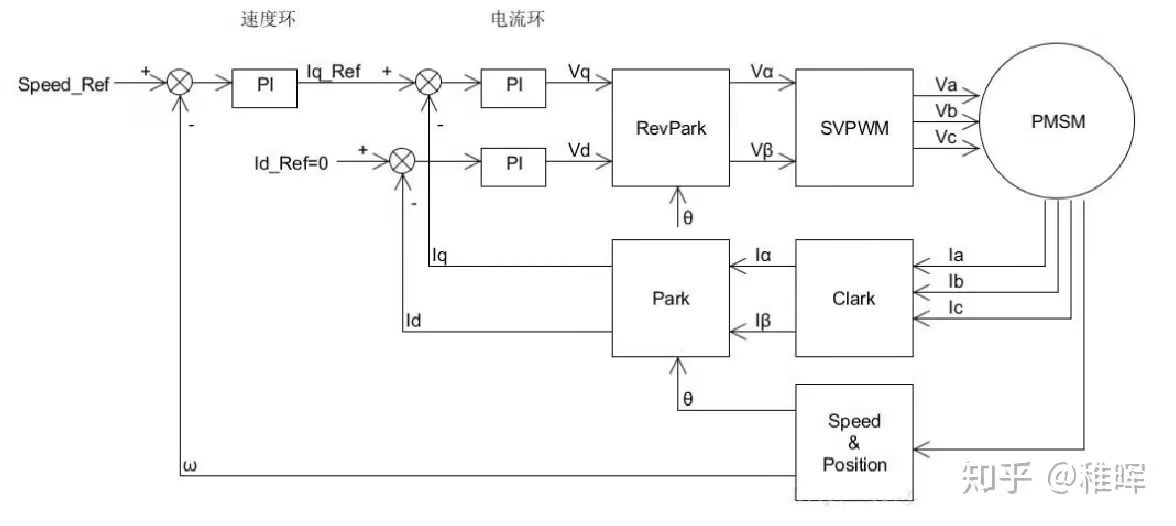 速度环
电流环
Speed_Ref
+
-
PI
Iq_Ref
+
-
PI
Vq
Id_Ref=0
+
-
PI
Vd
RevPark
θ
Vα
Vβ
SVPWM
Va
Vb
Vc
PMSM
Iq
Id
Park
θ
Iα
Iβ
Clark
Ia
Ib
Ic
Speed
&
Position
ω
知乎 @稚晖